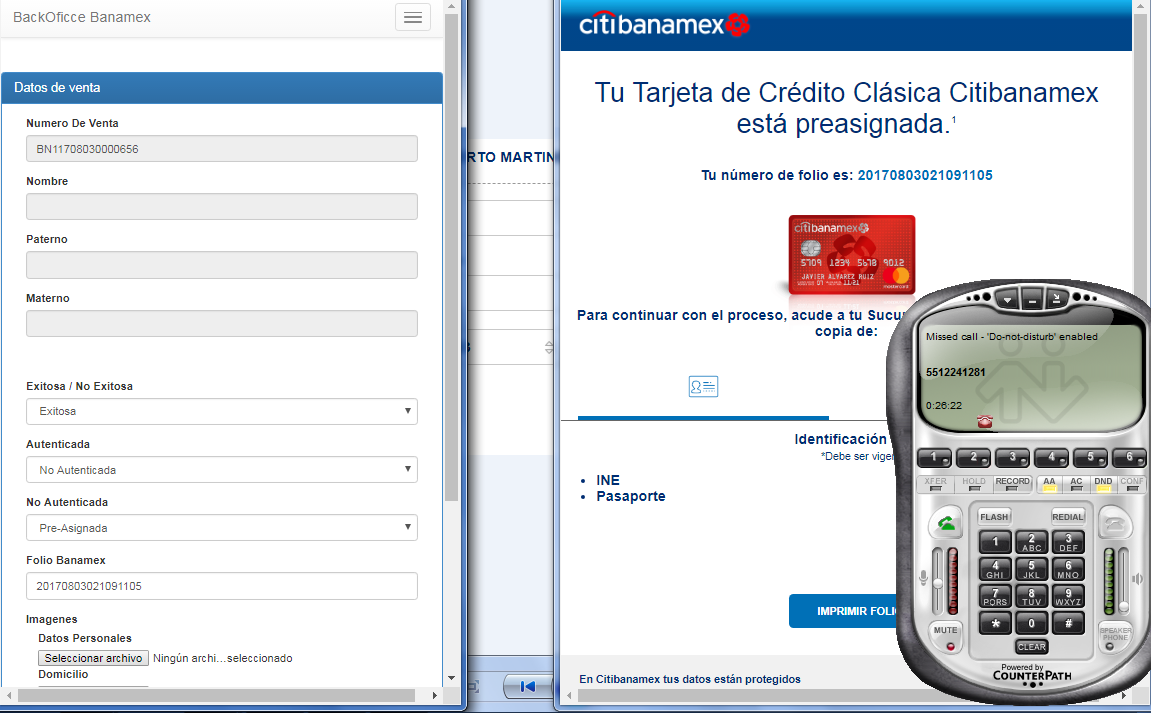 BackOficce Banamex
Datos de venta
Numero De Venta
BN11708030000656
Nombre
Paterno
Materno
Exitosa / No Exitosa
Exitosa
Autenticada
No Autenticada
No Autenticada
Pre-Asignada
Folio Banamex
20170803021091105
Imagenes
Datos Personales
Seleccionar archivo Ningún archi...seleccionado
Domicilio
RTO MARTIN
citibanamex
Tu Tarjeta de Crédito Clásica Citibanamex
está preasignada.1
Tu número de folio es: 20170803021091105
citibanamex
5709 1234 5678 9012
JAVIER ALVAREZ RUIZ
mastercard
Para continuar con el proceso, acude a tu Sucu
copia de:
Identificación
*Debe ser vigen
INE
Pasaporte
IMPRIMIR FOLI
En Citibanamex tus datos están protegidos
Missed call - 'Do-not-disturb' enabled
5512241281
0:26:22
1 2 3 4 5 6
XFER HOLD RECORD AA AC DND CONF
FLASH REDIAL
1 2 ABC 3 DEF
4 GHI 5 JKL 6 MNO
7 PQRS 8 TUV 9 WXYZ
* 0 #
MUTE
SPEAKER
PHONE
CLEAR
Powered by
COUNTERPATH